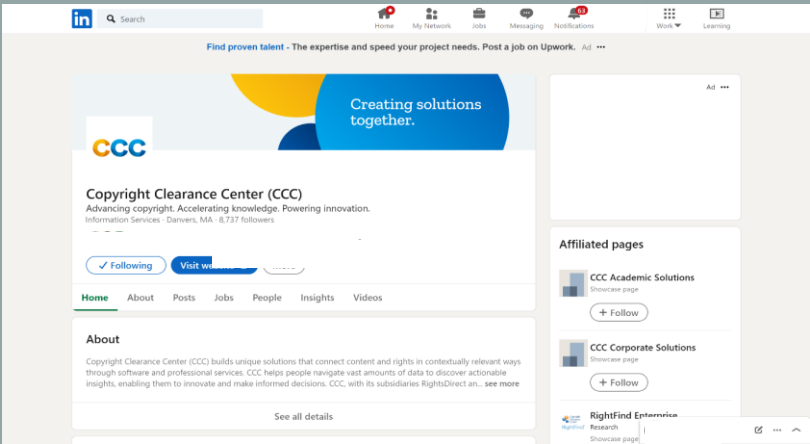 in
Search
Home
My Network
Jobs
Messaging
63
Notifications
Work
Learning
Find proven talent - The expertise and speed your project needs. Post a job on Upwork. Ad •••
Creating solutions
together.
CCC
Ad •••
Copyright Clearance Center (CCC)
Advancing copyright. Accelerating knowledge. Powering innovation.
Information Services · Danvers, MA · 8,737 followers
Following
Visit
Home About Posts Jobs People Insights Videos
About
Copyright Clearance Center (CCC) builds unique solutions that connect content and rights in contextually relevant ways
through software and professional services. CCC helps people navigate vast amounts of data to discover actionable
insights, enabling them to innovate and make informed decisions. CCC, with its subsidiaries RightsDirect an... see more
See all details
Affiliated pages
CCC Academic Solutions
Showcase page
+ Follow
CCC Corporate Solutions
Showcase page
+ Follow
RightFind Enterprise
RightFind
Research
Showcase page